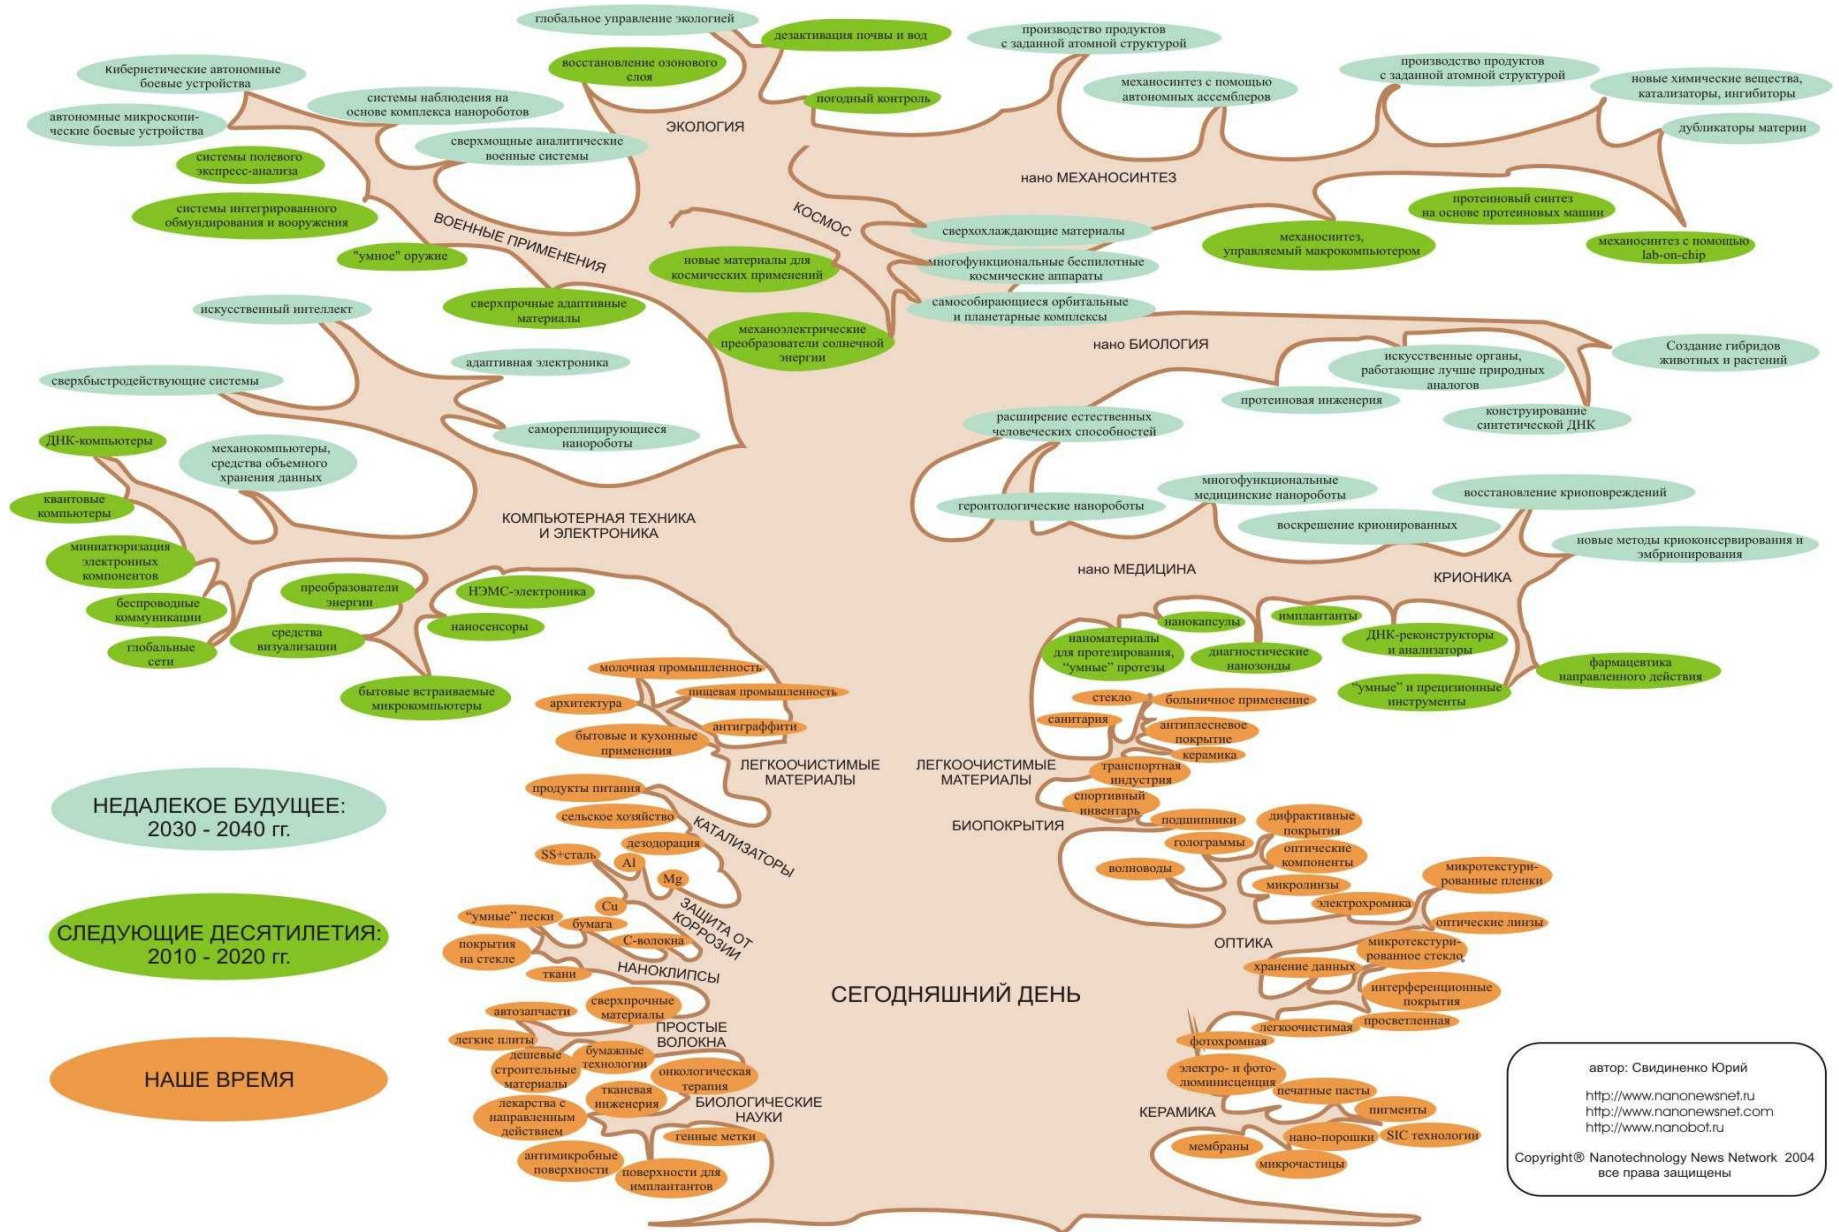 глобальное управление экологией
дезактивация почвы и вод
восстановление озонового
слоя
погодный контроль
ЭКОЛОГИЯ
кибернетические автономные
боевые устройства
автономные микроскопи-
ческие боевые устройства
системы наблюдения на
основе комплекса нанороботов
сверхмощные аналитические
военные системы
системы полевого
экспресс-анализа
системы интегрированного
обмундирования и вооружения
"умное" оружие
ВОЕННЫЕ ПРИМЕНЕНИЯ
сверхпрочные адаптивные
материалы
производство продуктов
с заданной атомной структурой
механосинтез с помощью
автономных ассемблеров
производство продуктов
с заданной атомной структурой
новые химические вещества,
катализаторы, ингибиторы
дубликаторы материи
нано МЕХАНОСИНТЕЗ
протеиновый синтез
на основе протеиновых машин
механосинтез,
управляемый макрокомпьютером
механосинтез с помощью
lab-on-chip
КОСМОС
сверхохлаждающие материалы
многофункциональные беспилотные
космические аппараты
самособирающиеся орбитальные
и планетарные комплексы
новые материалы для
космических применений
механоэлектрические
преобразователи солнечной
энергии
нано БИОЛОГИЯ
искусственные органы,
работающие лучше природных
аналогов
Создание гибридов
животных и растений
протеиновая инженерия
конструирование
синтетической ДНК
искусственный интеллект
адаптивная электроника
сверхбыстродействующие системы
самореплицирующиеся
нанороботы
ДНК-компьютеры
механокомпьютеры,
средства объемного
хранения данных
квантовые
компьютеры
КОМПЬЮТЕРНАЯ ТЕХНИКА
И ЭЛЕКТРОНИКА
миниатюризация
электронных
компонентов
беспроводные
коммуникации
глобальные
сети
преобразователи
энергии
средства
визуализации
НЭМС-электроника
наносенсоры
бытовые встраиваемые
микрокомпьютеры
расширение естественных
человеческих способностей
геронтологические нанороботы
многофункциональные
медицинские нанороботы
воскрешение крионированных
восстановление криоповреждений
новые методы криоконсервирования и
эмбрионирования
нано МЕДИЦИНА
КРИОНИКА
наноматериалы
для протезирования,
“умные” протезы
нанокапсулы
диагностические
нанозонды
имплантанты
ДНК-реконструкторы
и анализаторы
“умные” и прецизионные
инструменты
фармацевтика
направленного действия
молочная промышленность
пищевая промышленность
архитектура
антиграффити
бытовые и кухонные
применения
ЛЕГКООЧИСТИМЫЕ
МАТЕРИАЛЫ
стекло
больничное применение
санитария
антиплесневое
покрытие
керамика
ЛЕГКООЧИСТИМЫЕ
МАТЕРИАЛЫ
транспортная
индустрия
спортивный
инвентарь
БИОПОКРЫТИЯ
подшипники
НЕДАЛЕКОЕ БУДУЩЕЕ:
2030 - 2040 гг.
СЛЕДУЮЩИЕ ДЕСЯТИЛЕТИЯ:
2010 - 2020 гг.
НАШЕ ВРЕМЯ
продукты питания
сельское хозяйство
дезодорация
КАТАЛИЗАТОРЫ
SS+сталь
Al
Mg
Cu
ЗАЩИТА ОТ
КОРРОЗИИ
“умные” пески
бумага
покрытия
на стекле
С-волокна
ткани
НАНОКЛИПСЫ
автозапчасти
сверхпрочные
материалы
легкие плиты
ПРОСТЫЕ
ВОЛОКНА
дешевые
строительные
материалы
бумажные
технологии
онкологическая
терапия
тканевая
инженерия
лекарства с
направленным
действием
БИОЛОГИЧЕСКИЕ
НАУКИ
генные метки
антимикробные
поверхности
поверхности для
имплантантов
СЕГОДНЯШНИЙ ДЕНЬ
голограммы
дифрактивные
покрытия
оптические
компоненты
волноводы
микролинзы
электрохромика
микротекстури-
рованные пленки
оптические линзы
ОПТИКА
микротекстури-
рованное стекло
хранение данных
интерференционные
покрытия
просветленная
легкоочистимая
фотохромная
электро- и фото-
люминисценция
КЕРАМИКА
печатные пасты
пигменты
нано-порошки
SIC технологии
мембраны
микрочастицы
автор: Свидиненко Юрий
http://www.nanonewsnet.ru
http://www.nanonewsnet.com
http://www.nanobot.ru
Copyright® Nanotechnology News Network 2004
все права защищены